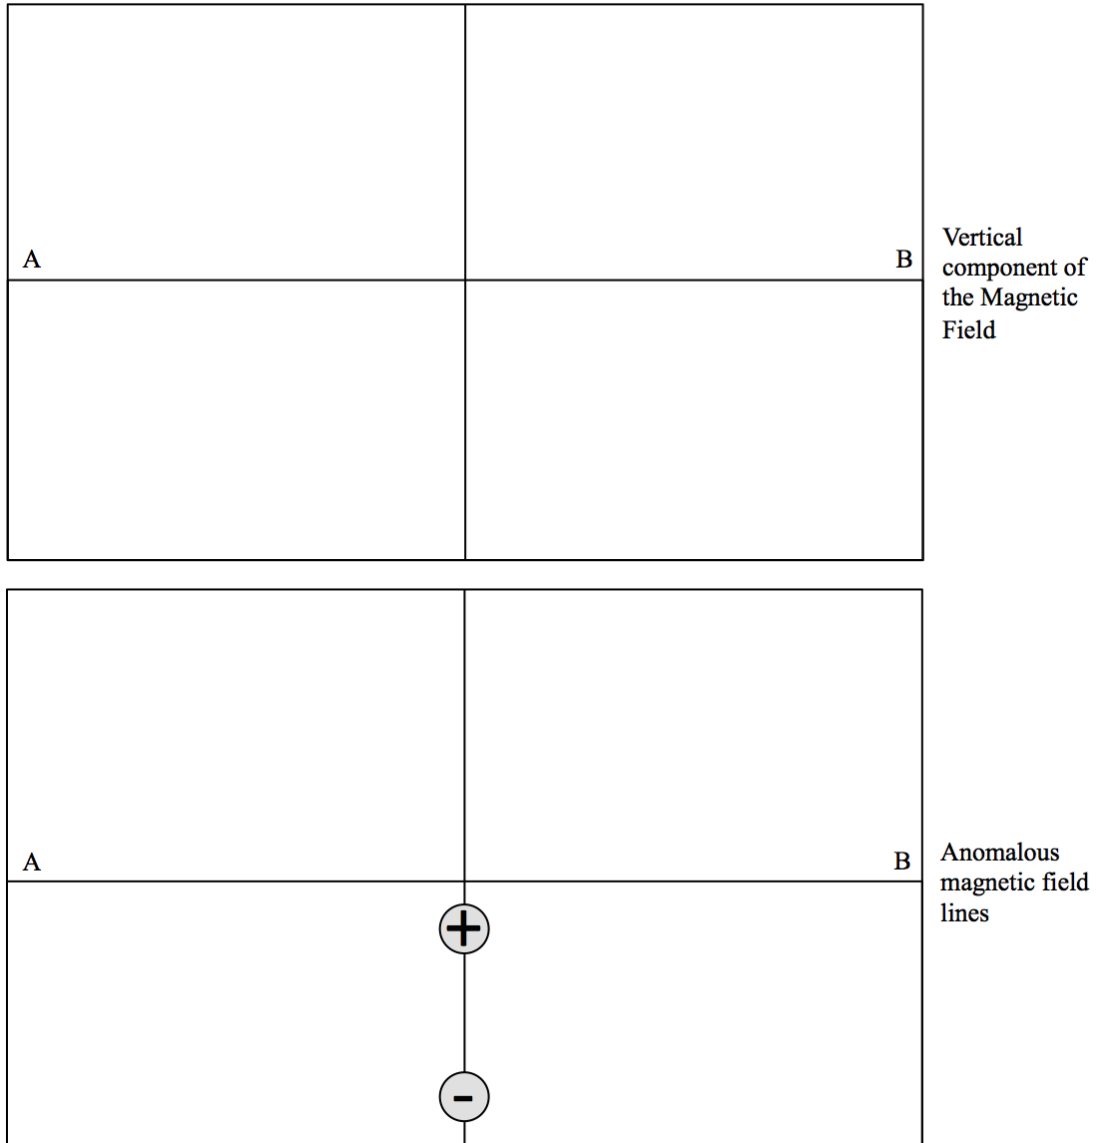 A
B
Vertical
component of
the Magnetic
Field
A
B
Anomalous
magnetic field
lines
+
-